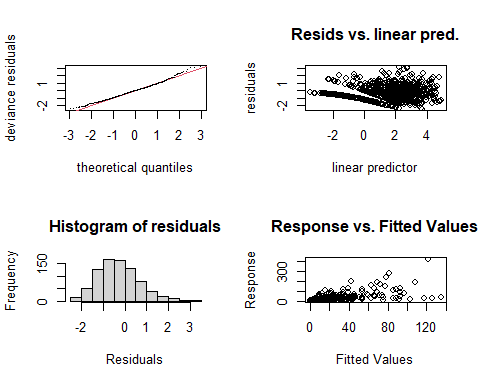 deviance residuals
-2 1
-3 -2 -1 0 1 2 3
theoretical quantiles
Resids vs. linear pred.
residuals
-2 1
-2 0 2 4
linear predictor
Histogram of residuals
Frequency
0 150
-2 0 1 2 3
Residuals
Response vs. Fitted Values
Response
0 300
0 20 40 60 80 120
Fitted Values